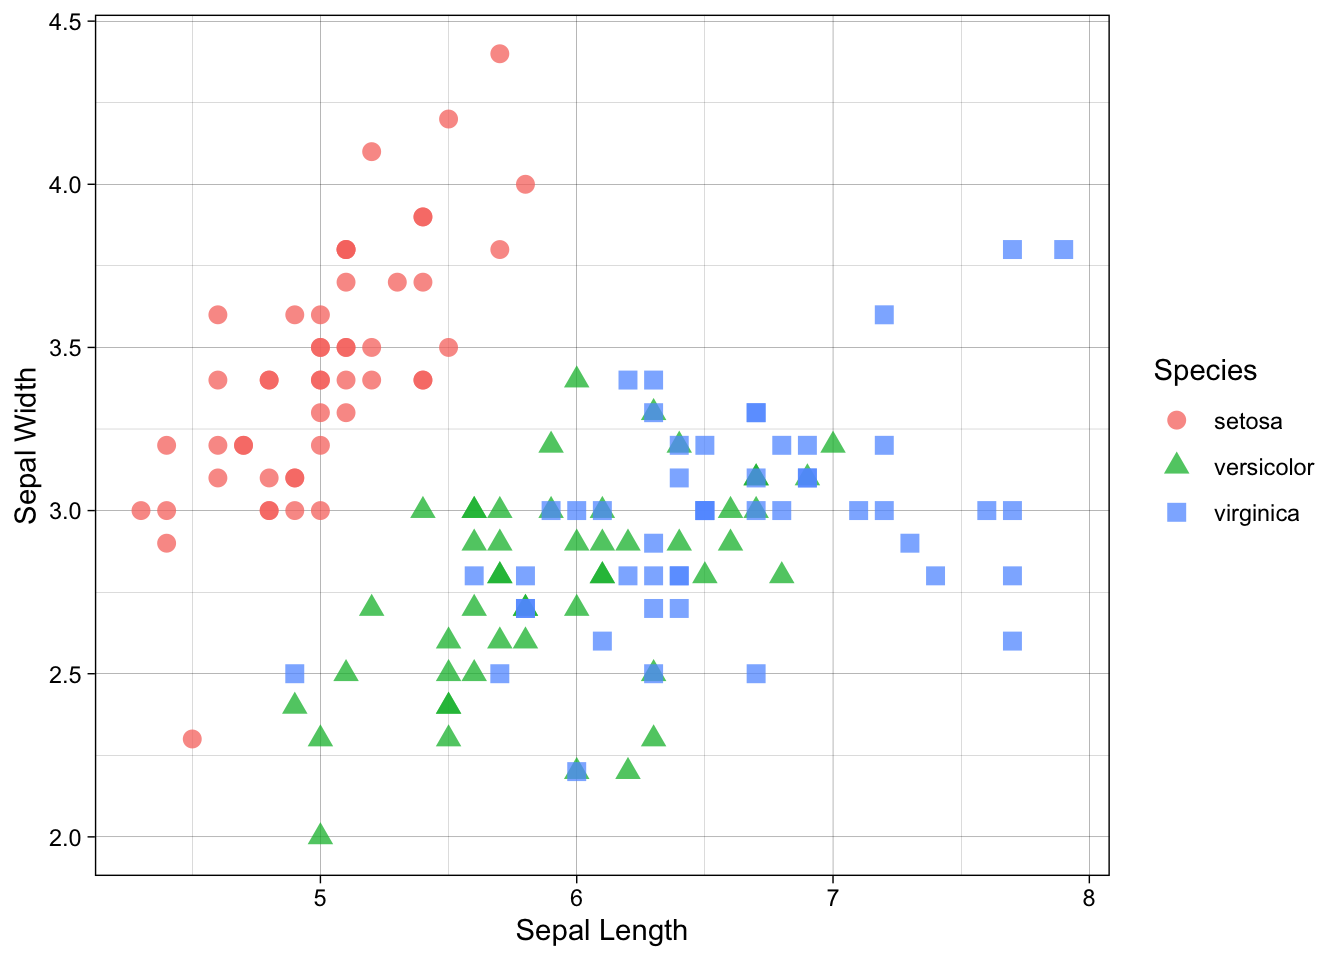 4.5
4.0
3.5
3.0
2.5
2.0
Sepal Width
5 6 7 8
Sepal Length
Species
setosa
versicolor
virginica